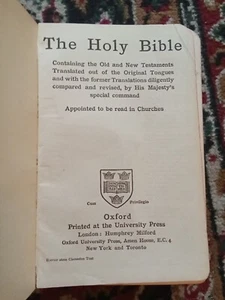 The Holy Bible
Containing the Old and New Testaments
Translated out of the Original Tongues
and with the former Translations diligently
compared and revised, by His Majesty's
special command
Appointed to be read in Churches
Cum Privilegio
Oxford
Printed at the University Press
London: Humphrey Milford
Oxford University Press, Amen House, E.C. 4
New York and Toronto